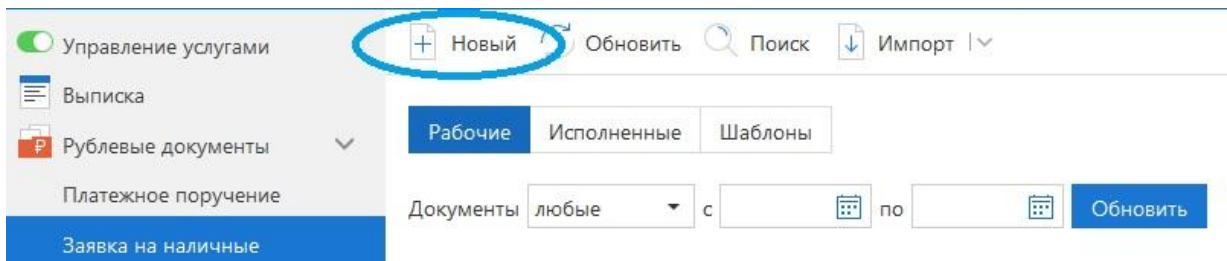 Управление услугами
Выписка
Рублевые документы
Платежное поручение
Заявка на наличные
Новый Обновить Поиск Импорт
Рабочие Исполненные Шаблоны
Документы любые с по Обновить